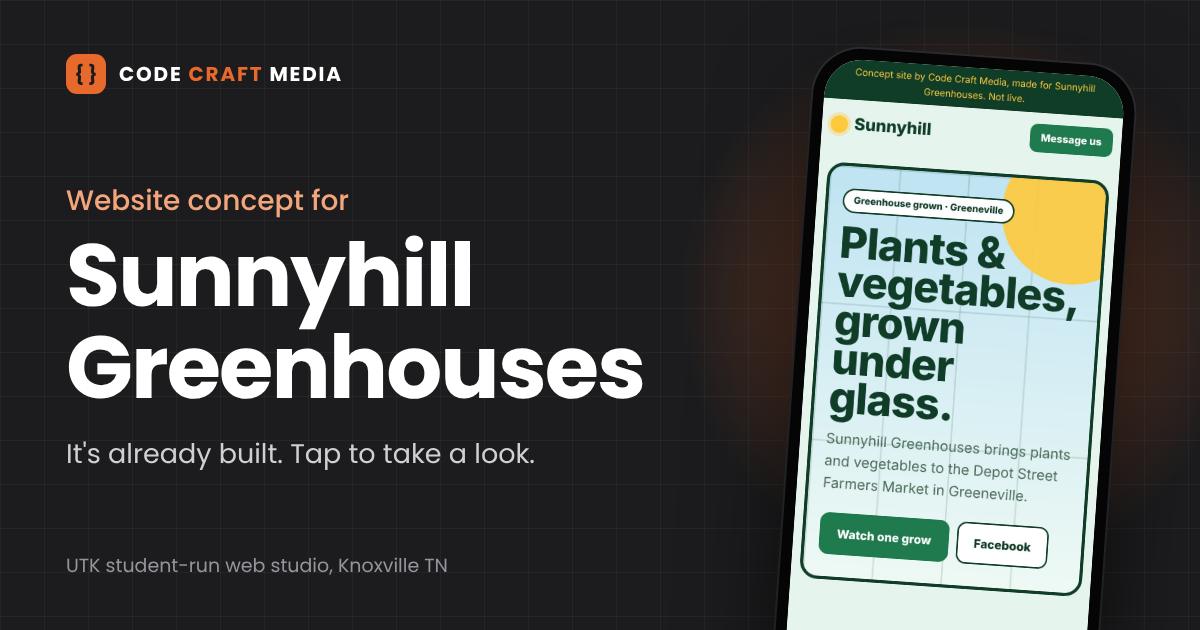 { } CODE CRAFT MEDIA
Website concept for
Sunnyhill
Greenhouses
It's already built. Tap to take a look.
UTK student-run web studio, Knoxville TN
Concept site by Code Craft Media, made for Sunnyhill
Greenhouses. Not live.
Sunnyhill
Message us
Greenhouse grown · Greeneville
Plants &
vegetables,
grown
under
glass.
Sunnyhill Greenhouses brings plants
and vegetables to the Depot Street
Farmers Market in Greeneville.
Watch one grow
Facebook